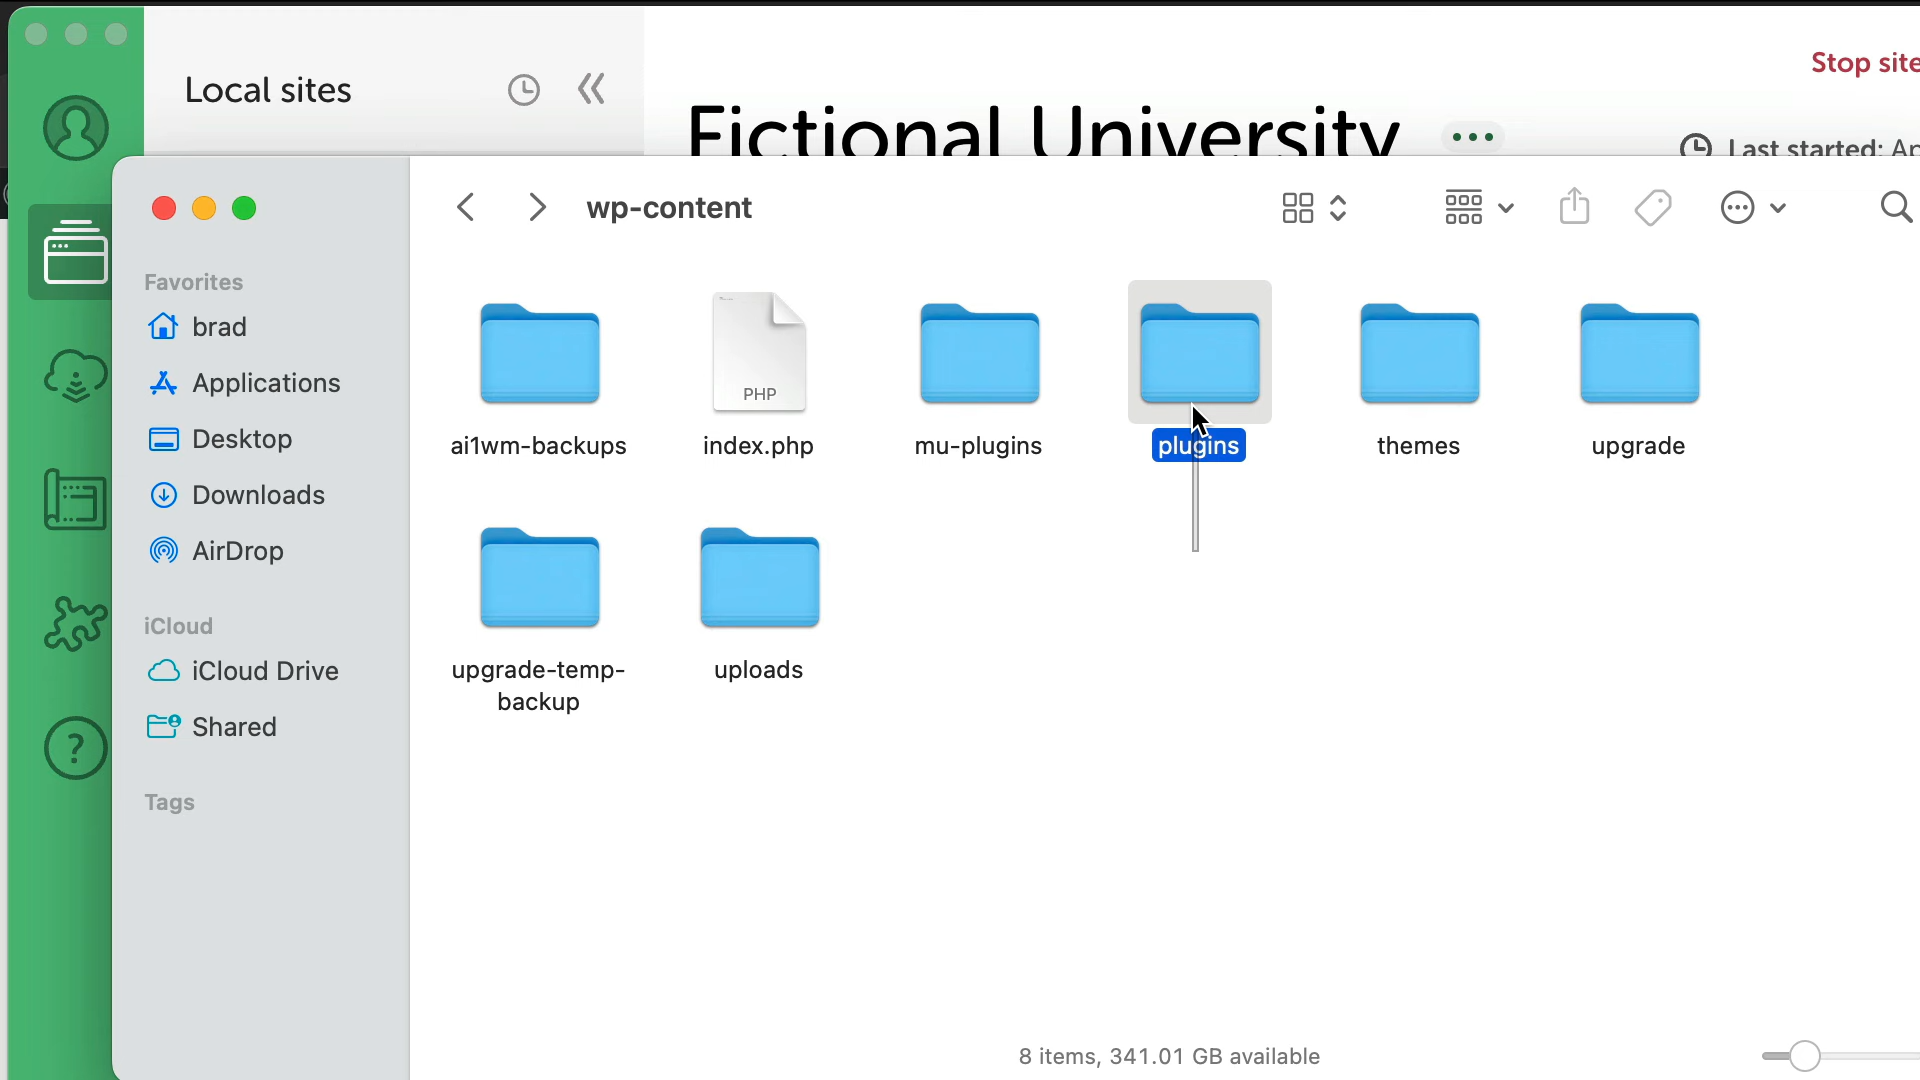 Local sites
Stop site
Fictional University
Last started: Ap
wp-content
Favorites
brad
Applications
Desktop
Downloads
AirDrop
iCloud
iCloud Drive
Shared
Tags
PHP
ai1wm-backups
index.php
mu-plugins
plugins
themes
upgrade
upgrade-temp-
backup
uploads
8 items, 341.01 GB available